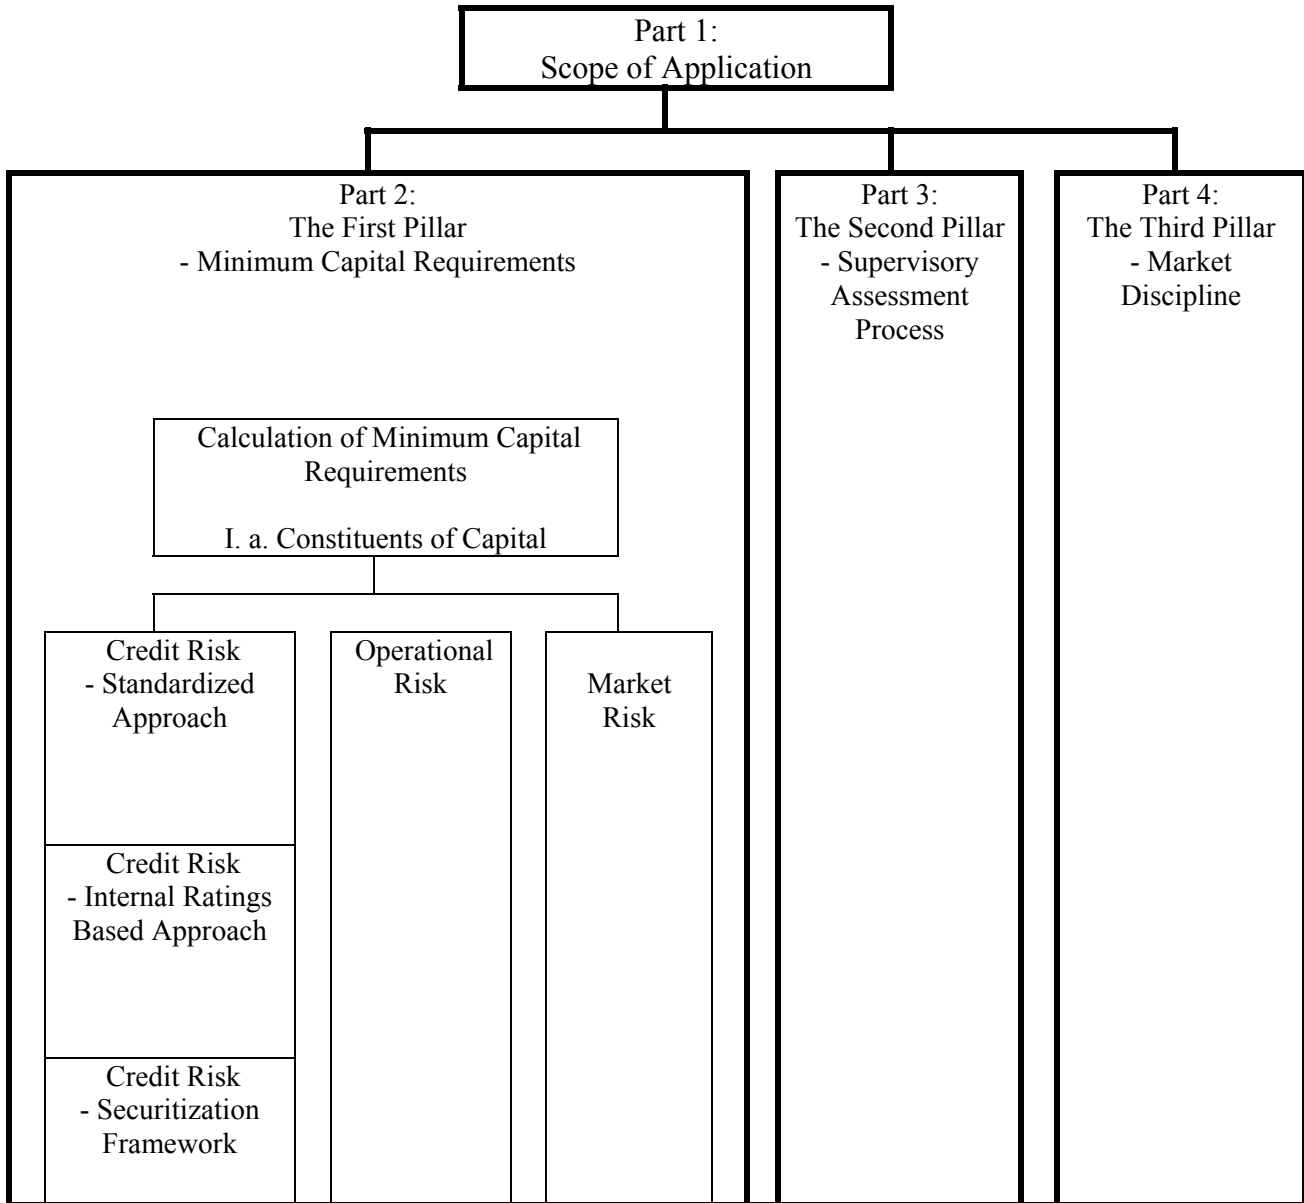 Part 1:
Scope of Application
Part 2:
The First Pillar
- Minimum Capital Requirements
Part 3:
The Second Pillar
- Supervisory
Assessment
Process
Part 4:
The Third Pillar
- Market
Discipline
Calculation of Minimum Capital
Requirements
I. a. Constituents of Capital
Credit Risk
- Standardized
Approach
Credit Risk
- Internal Ratings
Based Approach
Credit Risk
- Securitization
Framework
Operational
Risk
Market
Risk